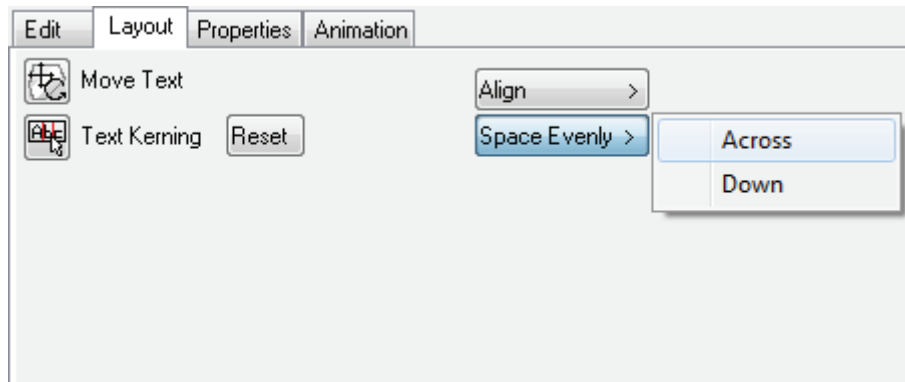 Edit Layout Properties Animation
Move Text
Align >
Text Kerning Reset
Space Evenly >
Across
Down